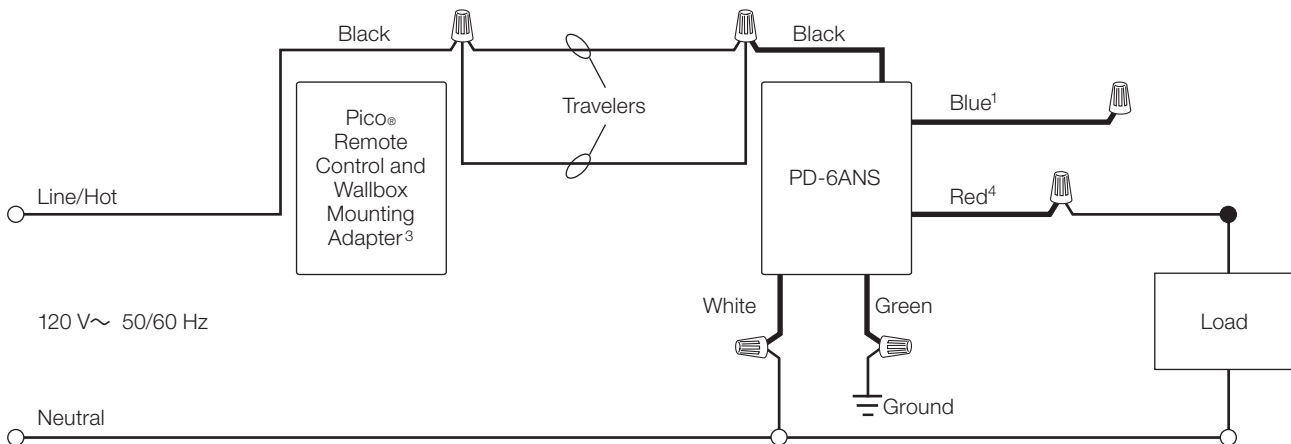 Black
Black
Pico®
Remote
Control and
Wallbox
Mounting
Adapter3
Travelers
Blue1
PD-6ANS
Line/Hot
Red4
White
Green
120 V~ 50/60 Hz
Load
Ground
Neutral